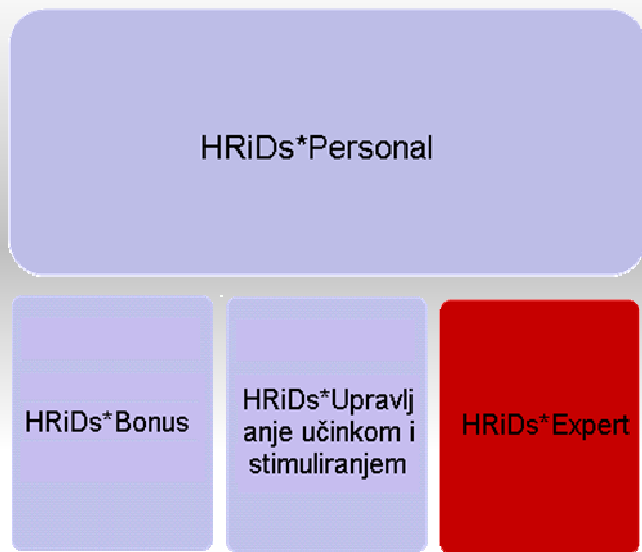 HRiDs*Personal
HRiDs*Bonus
HRiDs*Upravlj
anje učinkom i
stimuliranjem
HRiDs*Expert